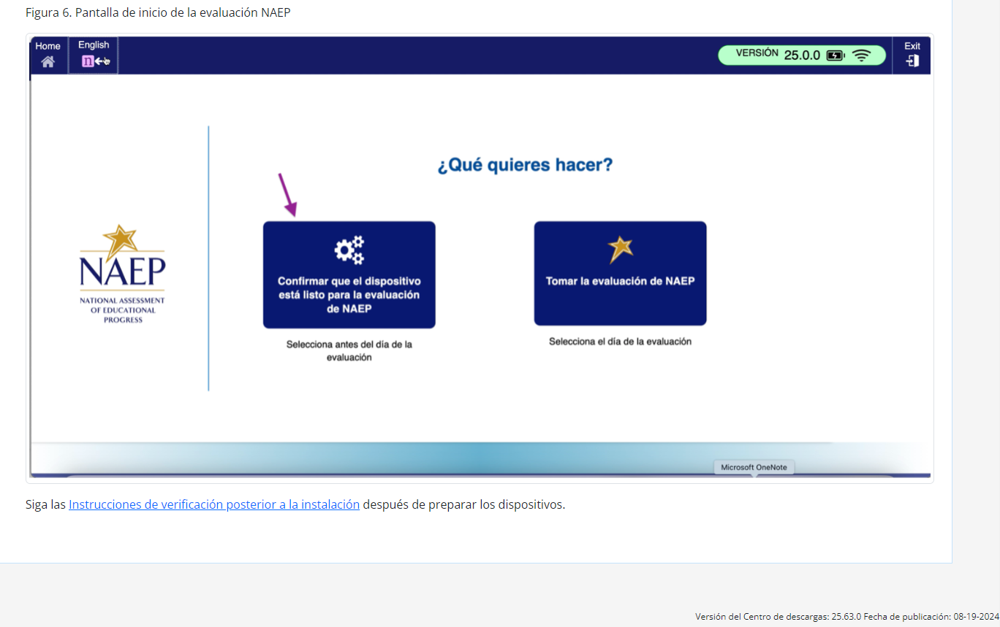 Figura 6. Pantalla de inicio de la evaluación NAEP
Home
English
n
VERSIÓN 25.0.0
Exit
¿Qué quieres hacer?
NAEP
NATIONAL ASSESSMENT
OF EDUCATIONAL
PROGRESS
Confirmar que el dispositivo
está listo para la evaluación
de NAEP
Selecciona antes del día de la
evaluación
Tomar la evaluación de NAEP
Selecciona el día de la evaluación
Microsoft OneNote
Siga las Instrucciones de verificación posterior a la instalación después de preparar los dispositivos.
Versión del Centro de descargas: 25.63.0 Fecha de publicación: 08-19-2024